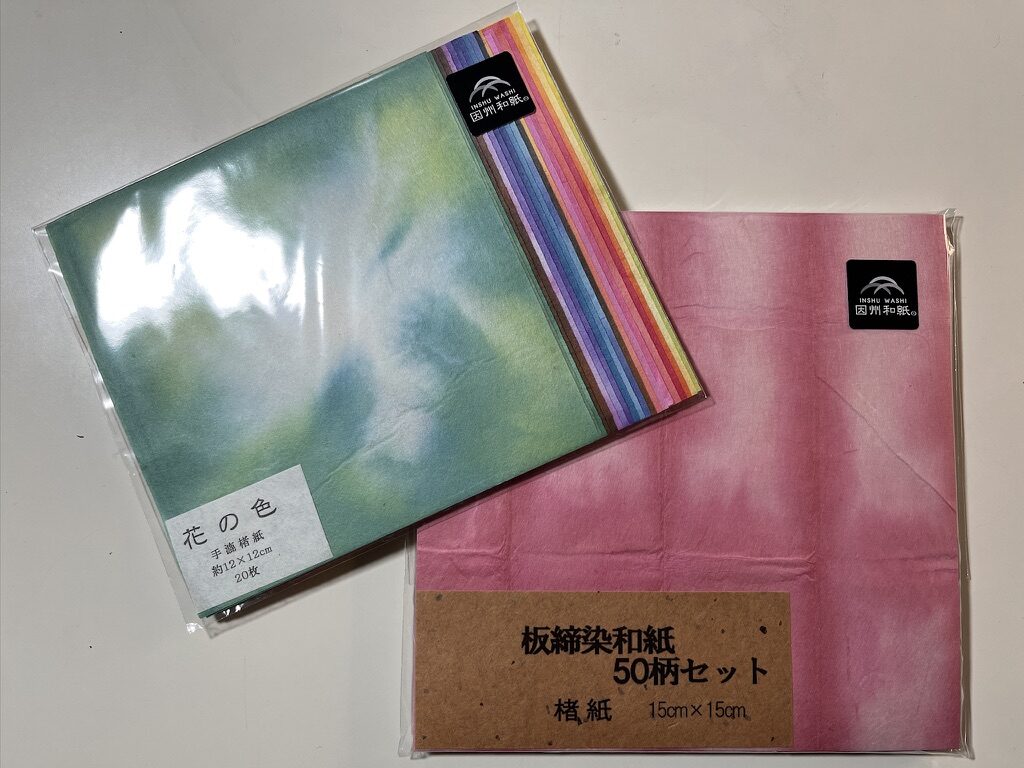 INSHU WASHI
因州和紙
花の色
手漉楮紙
約12×12cm
20枚
INSHU WASHI
因州和紙
板締染和紙
50柄セット
楮紙 15cm×15cm